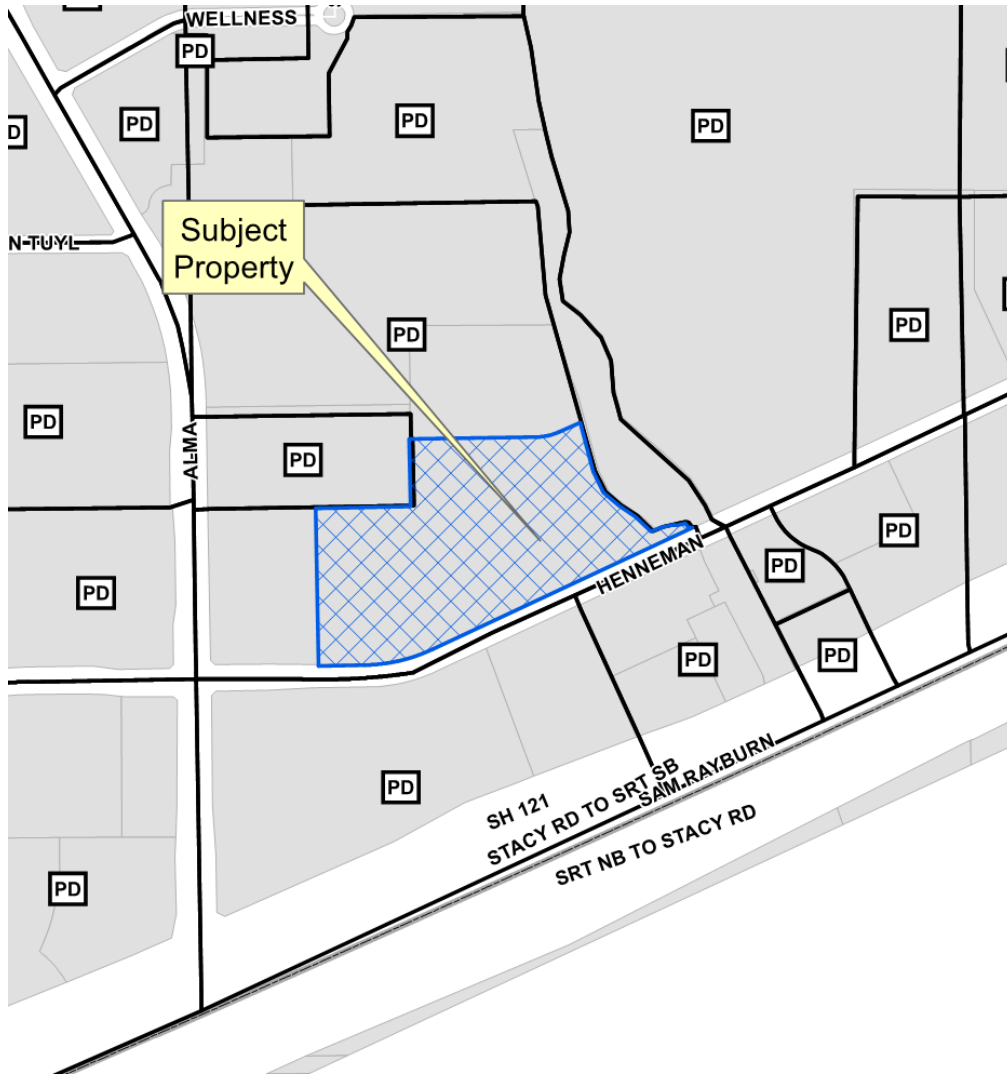 WELLNESS
PD
PD
PD
PD
D
N TUYL
Subject
Property
PD
PD
PD
PD
ALMA
PD
PD
HENNEMAN
PD
PD
PD
PD
PD
SH 121
STACY RD TO SRT SB
SAM RAYBURN
SRT NB TO STACY RD
PD